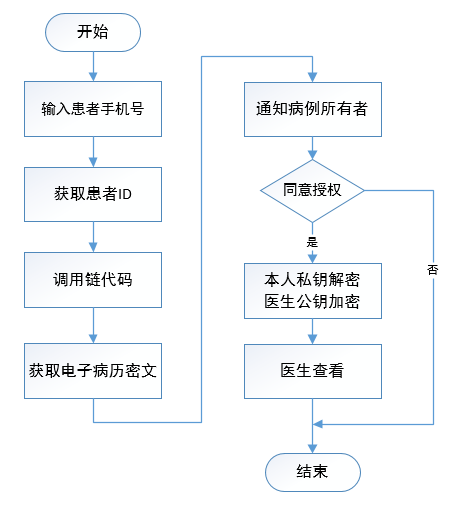 开始
输入患者手机号
获取患者ID
调用链代码
获取电子病历密文
通知病例所有者
同意授权
是
否
本人私钥解密
医生公钥加密
医生查看
结束